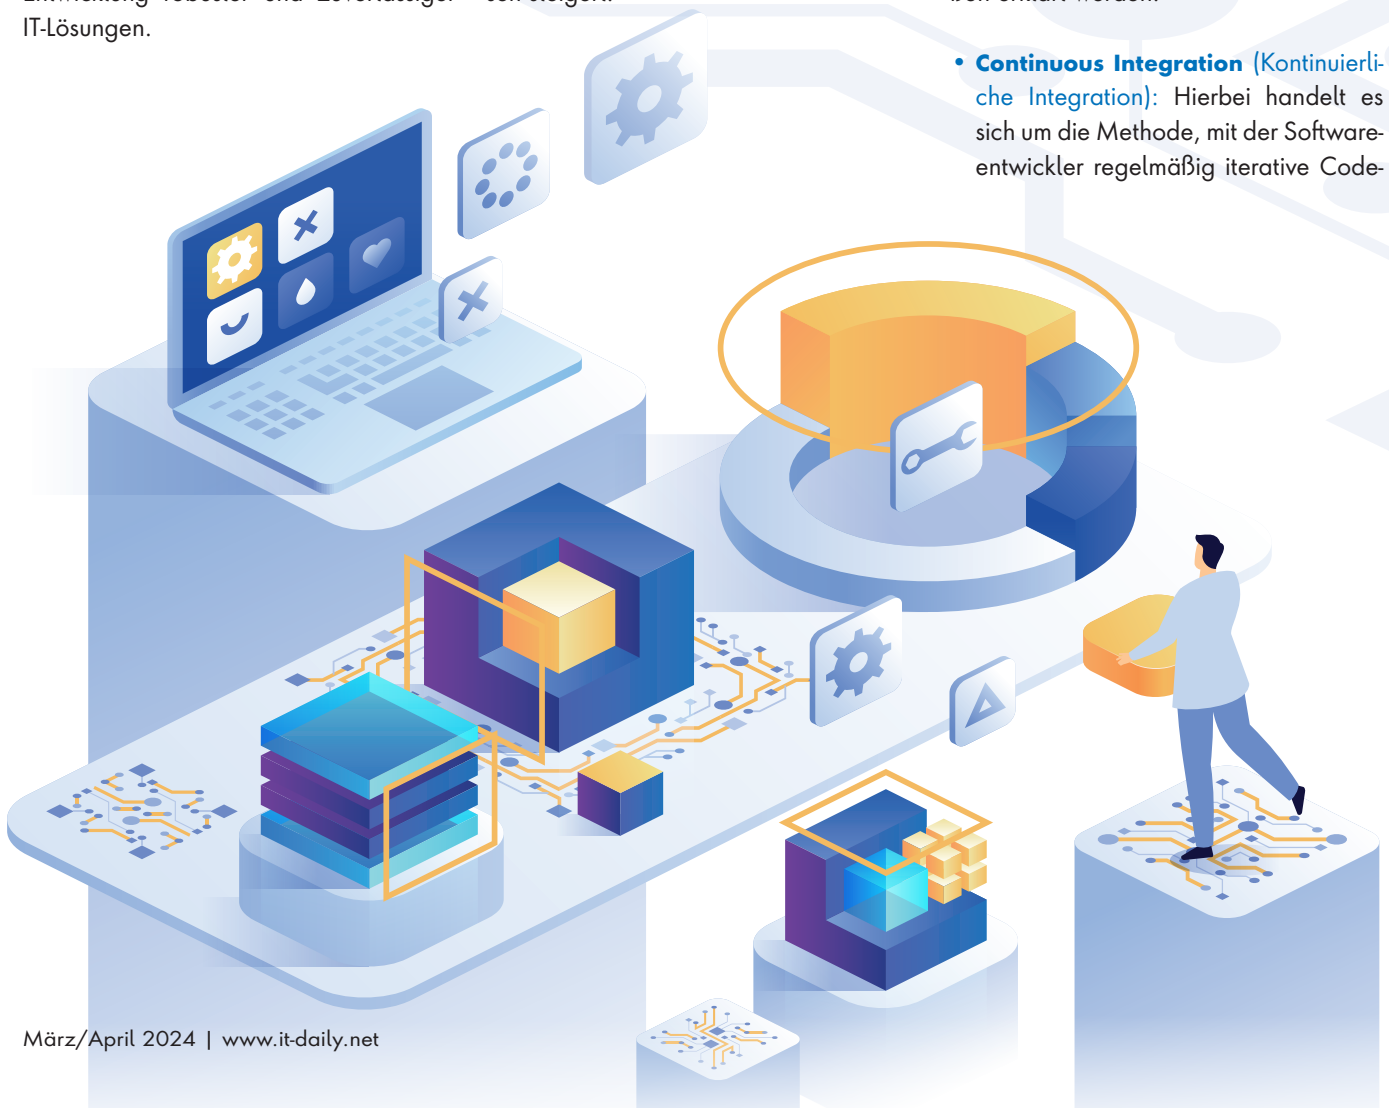 IT-Lösungen.
• Continuous Integration (Kontinuierli-
che Integration): Hierbei handelt es
sich um die Methode, mit der Software-
entwickler regelmäßig iterative Code-
März/April 2024 | www.it-daily.net